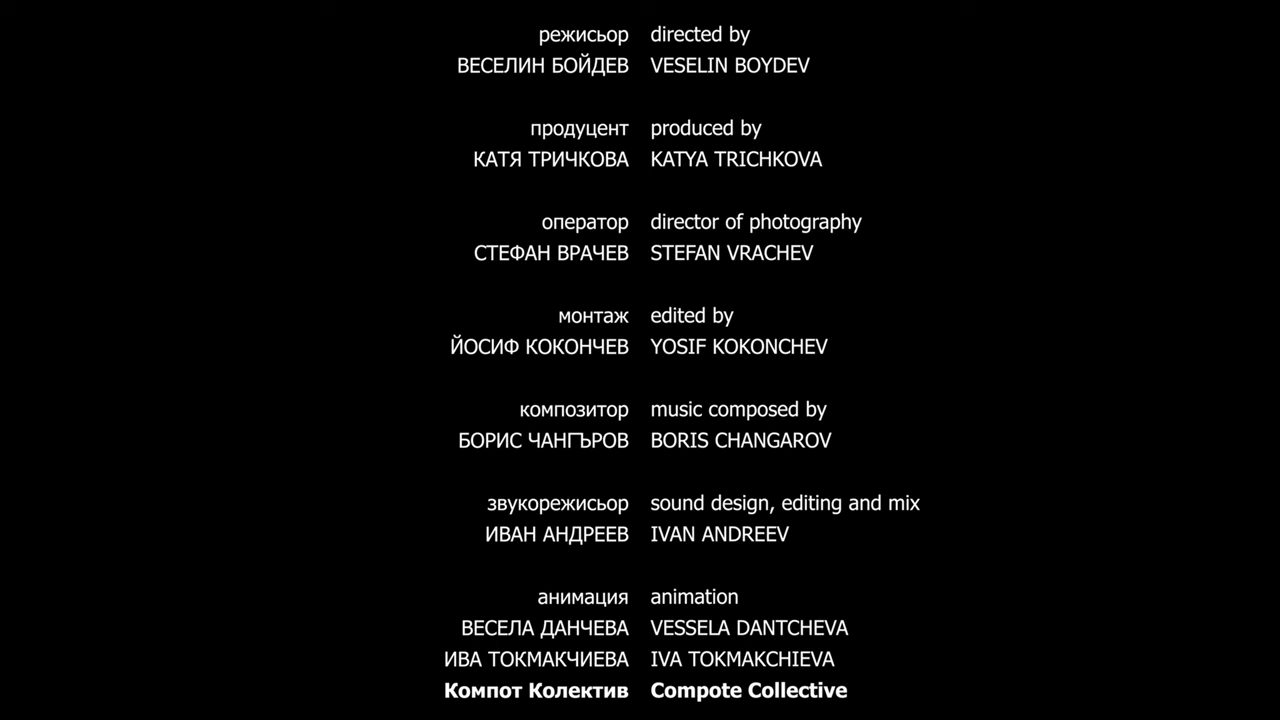 режисьор directed by
ВЕСЕЛИН БОЙДЕВ VESELIN BOYDEV
продуцент produced by
КАТЯ ТРИЧКОВА KATYA TRICHKOVA
оператор director of photography
СТЕФАН ВРАЧЕВ STEFAN VRACHEV
монтаж edited by
ЙОСИФ КОКОНЧЕВ YOSIF KOKONCHEV
композитор music composed by
БОРИС ЧАНГЪРОВ BORIS CHANGAROV
звукорежисьор sound design, editing and mix
ИВАН АНДРЕЕВ IVAN ANDREEV
анимация animation
ВЕСЕЛА ДАНЧЕВА VESSELA DANTCHEVA
ИВА ТОКМАКЧИЕВА IVA TOKMAKCHIEVA
Компот Колектив Compote Collective